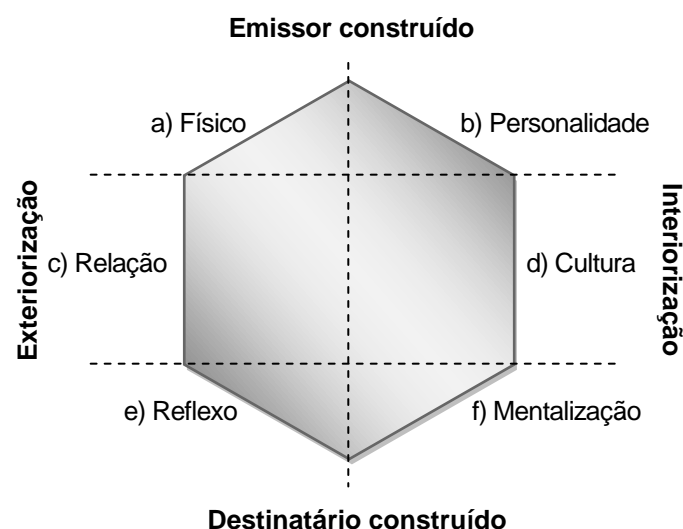 Emissor construído
a) Físico
b) Personalidade
Exteriorização
c) Relação
d) Cultura
Interiorização
e) Reflexo
f) Mentalização
Destinatário construído